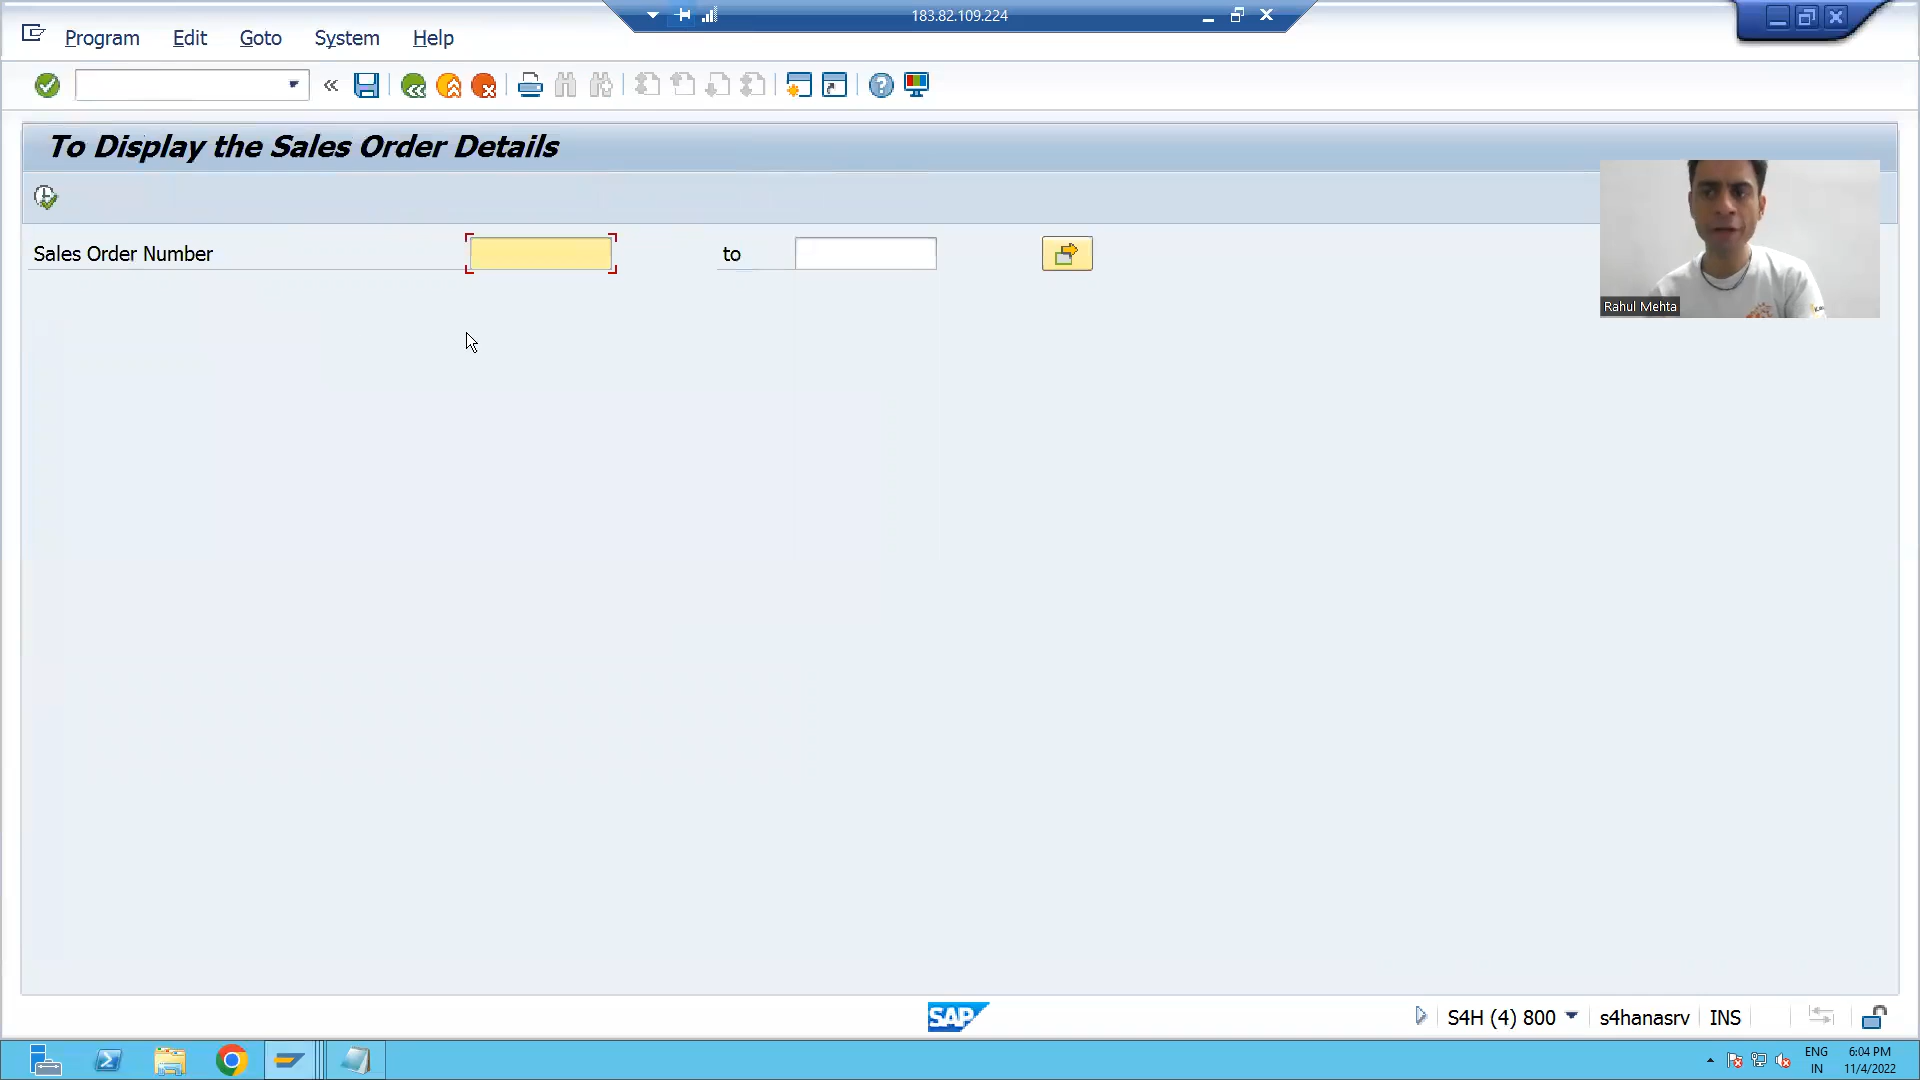 183.82.109.224
Program Edit Goto System Help
To Display the Sales Order Details
Sales Order Number to
Rahul Mehta
SAP
S4H (4) 800 s4hanasrv INS
ENG 6:04 PM
IN 11/4/2022